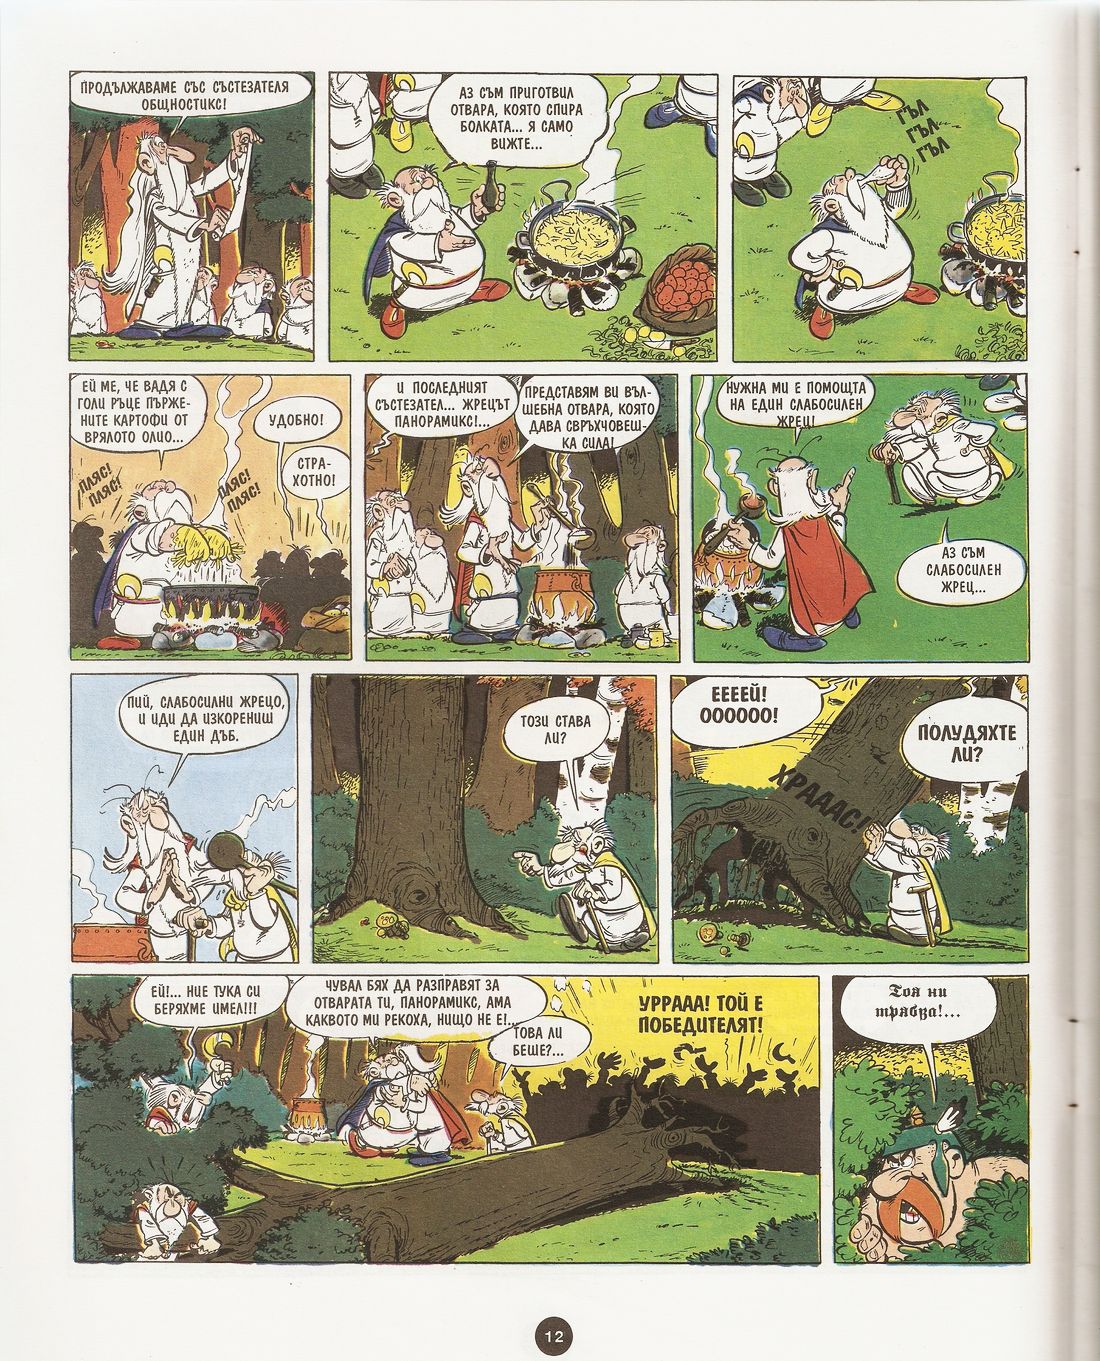 ПРОДЪЛЖАВАМЕ СЪС СЪСТЕЗАТЕЛЯ
ОБЩНОСТИКС!
АЗ СЪМ ПРИГОТВИЛ
ОТВАРА, КОЯТО СПИРА
БОЛКАТА... Я САМО
ВИЖТЕ...
ГЪЛ
ГЪЛ
ГЪЛ
ЕЙ МЕ, ЧЕ ВАДЯ С
ГОЛИ РЪЦЕ ПЪРЖЕ-
НИТЕ КАРТОФИ ОТ
ВРЯЛОТО ОЛИО...
УДОБНО!
СТРА-
ХОТНО!
ПЛЯС!
ПЛЯС!
ПЛЯС!
ПЛЯС!
И ПОСЛЕДНИЯТ
СЪСТЕЗАТЕЛ... ЖРЕЦЪТ
ПАНОРАМИКС!...
ПРЕДСТАВЯМ ВИ ВЪЛ-
ШЕБНА ОТВАРА, КОЯТО
ДАВА СВРЪХЧОВЕШ-
КА СИЛА!
НУЖНА МИ Е ПОМОЩТА
НА ЕДИН СЛАБОСИЛЕН
ЖРЕЦ!
АЗ СЪМ
СЛАБОСИЛЕН
ЖРЕЦ...
ПИЙ, СЛАБОСИЛНИ ЖРЕЦО,
И ИДИ ДА ИЗКОРЕНИШ
ЕДИН ДЪБ.
ТОЗИ СТАВА
ЛИ?
ЕЕЕЕЙ!
ОООООО!
ХРАААС!
ПОЛУДЯХТЕ
ЛИ?
ЕЙ!... НИЕ ТУКА СИ
БЕРЯХМЕ ИМЕЛ!!!
ЧУВАЛ БЯХ ДА РАЗПРАВЯТ ЗА
ОТВАРАТА ТИ, ПАНОРАМИКС, АМА
КАКВОТО МИ РЕКОХА, НИЩО НЕ Е!..
ТОВА ЛИ
БЕШЕ?...
УРРААА! ТОЙ Е
ПОБЕДИТЕЛЯТ!
Тоя ни
трябва!...
12